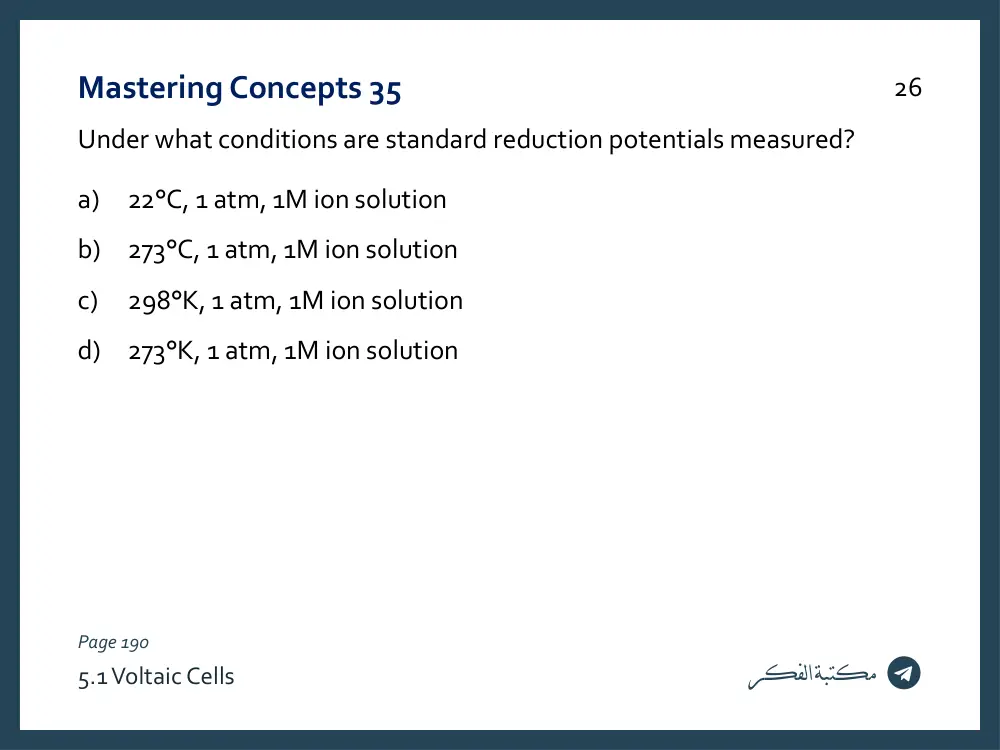 Mastering Concepts 35
26
Under what conditions are standard reduction potentials measured?
a) 22°C, 1 atm, 1M ion solution
b) 273°C, 1 atm, 1M ion solution
c) 298°K, 1 atm, 1M ion solution
d) 273°K, 1 atm, 1M ion solution
Page 190
5.1 Voltaic Cells
مكتبة الفكر